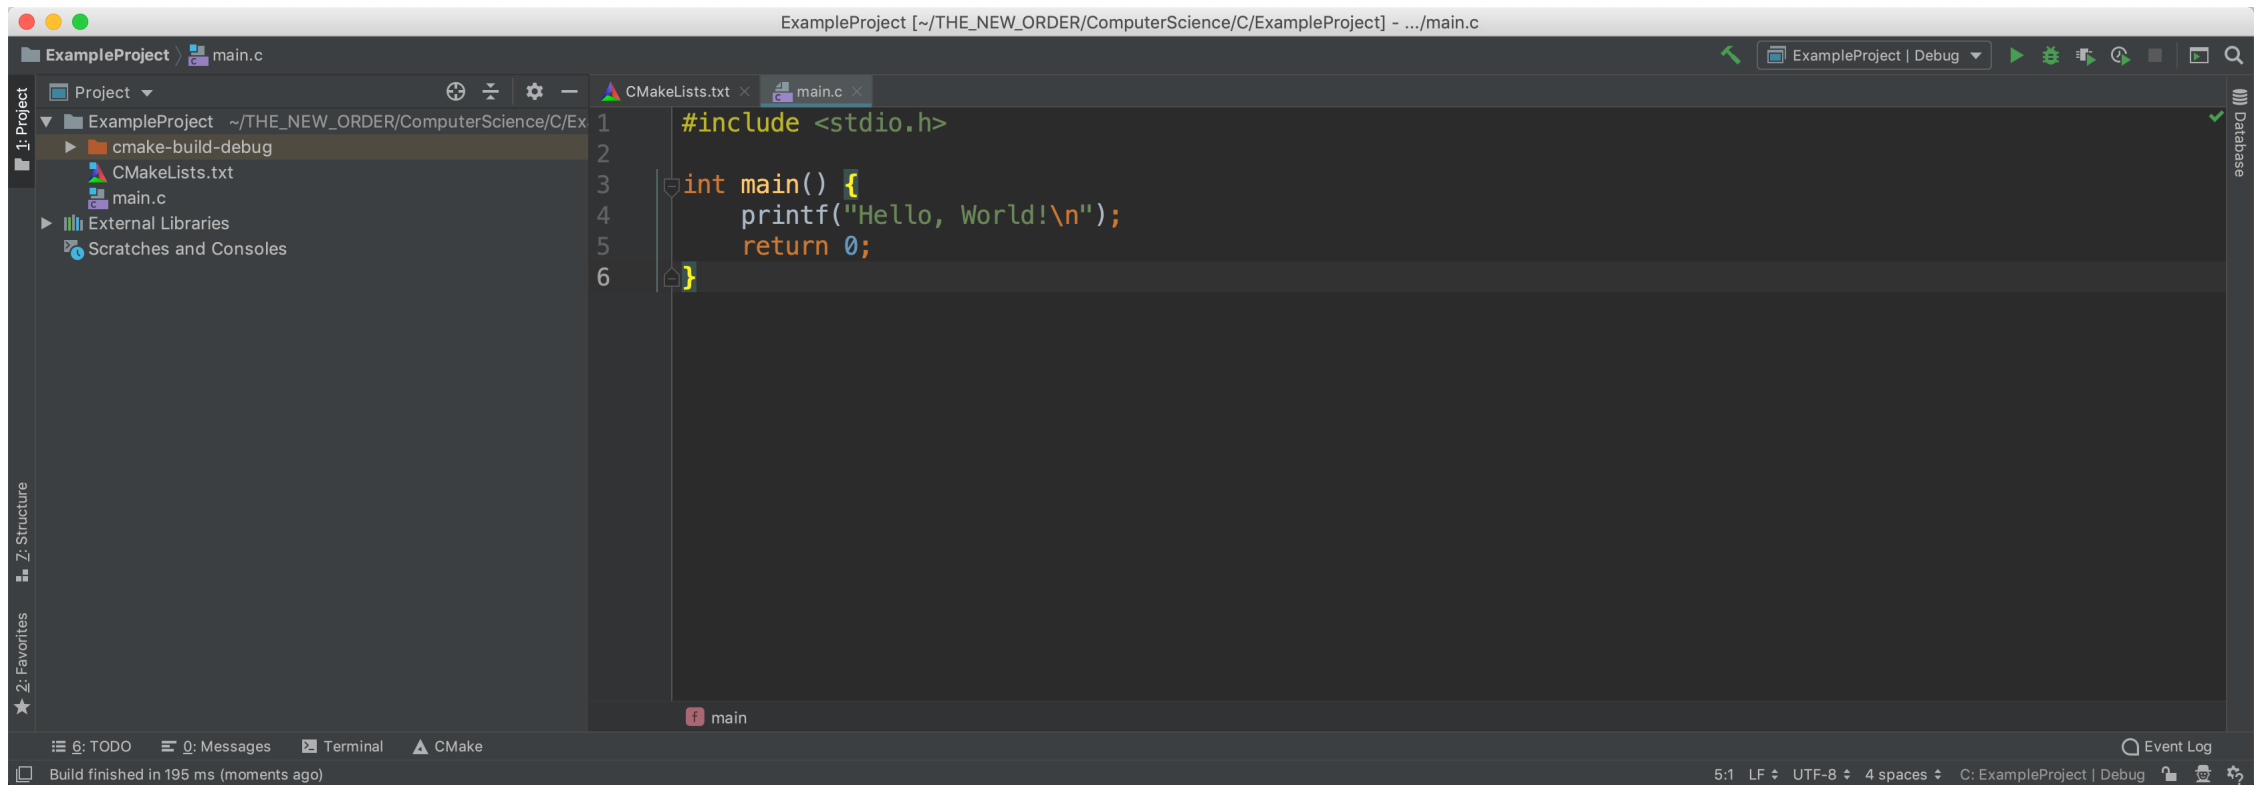 ExampleProject [~/THE_NEW_ORDER/ComputerScience/C/ExampleProject] - .../main.c
ExampleProject main.c ExampleProject | Debug
1: Project
Project
ExampleProject ~/THE_NEW_ORDER/ComputerScience/C/Ex
cmake-build-debug
CMakeLists.txt
main.c
External Libraries
Scratches and Consoles
7: Structure
2: Favorites
CMakeLists.txt main.c
1 #include <stdio.h>
2
3 int main() {
4     printf("Hello, World!\n");
5     return 0;
6 }
f main
Database
6: TODO 0: Messages Terminal CMake Event Log
Build finished in 195 ms (moments ago) 5:1 LF UTF-8 4 spaces C: ExampleProject | Debug